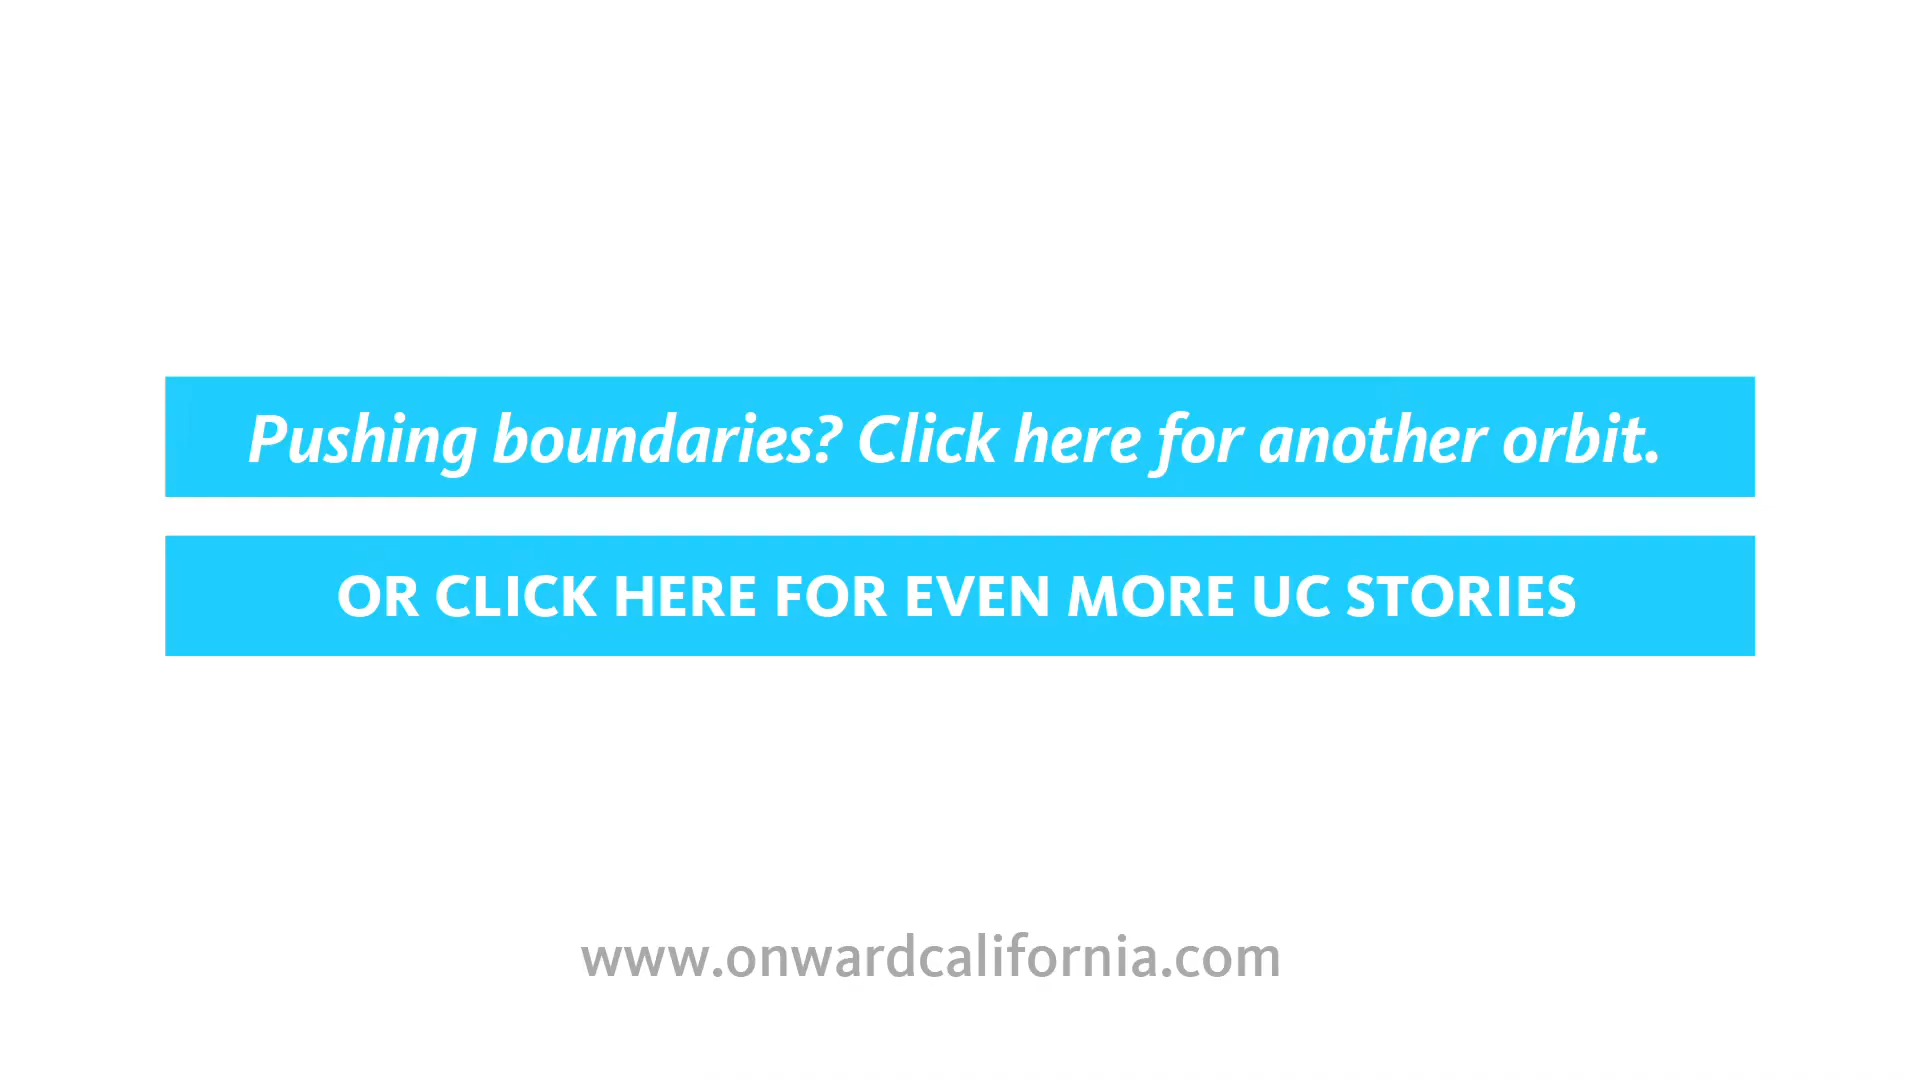 Pushing boundaries? Click here for another orbit.
OR CLICK HERE FOR EVEN MORE UC STORIES
www.onwardcalifornia.com